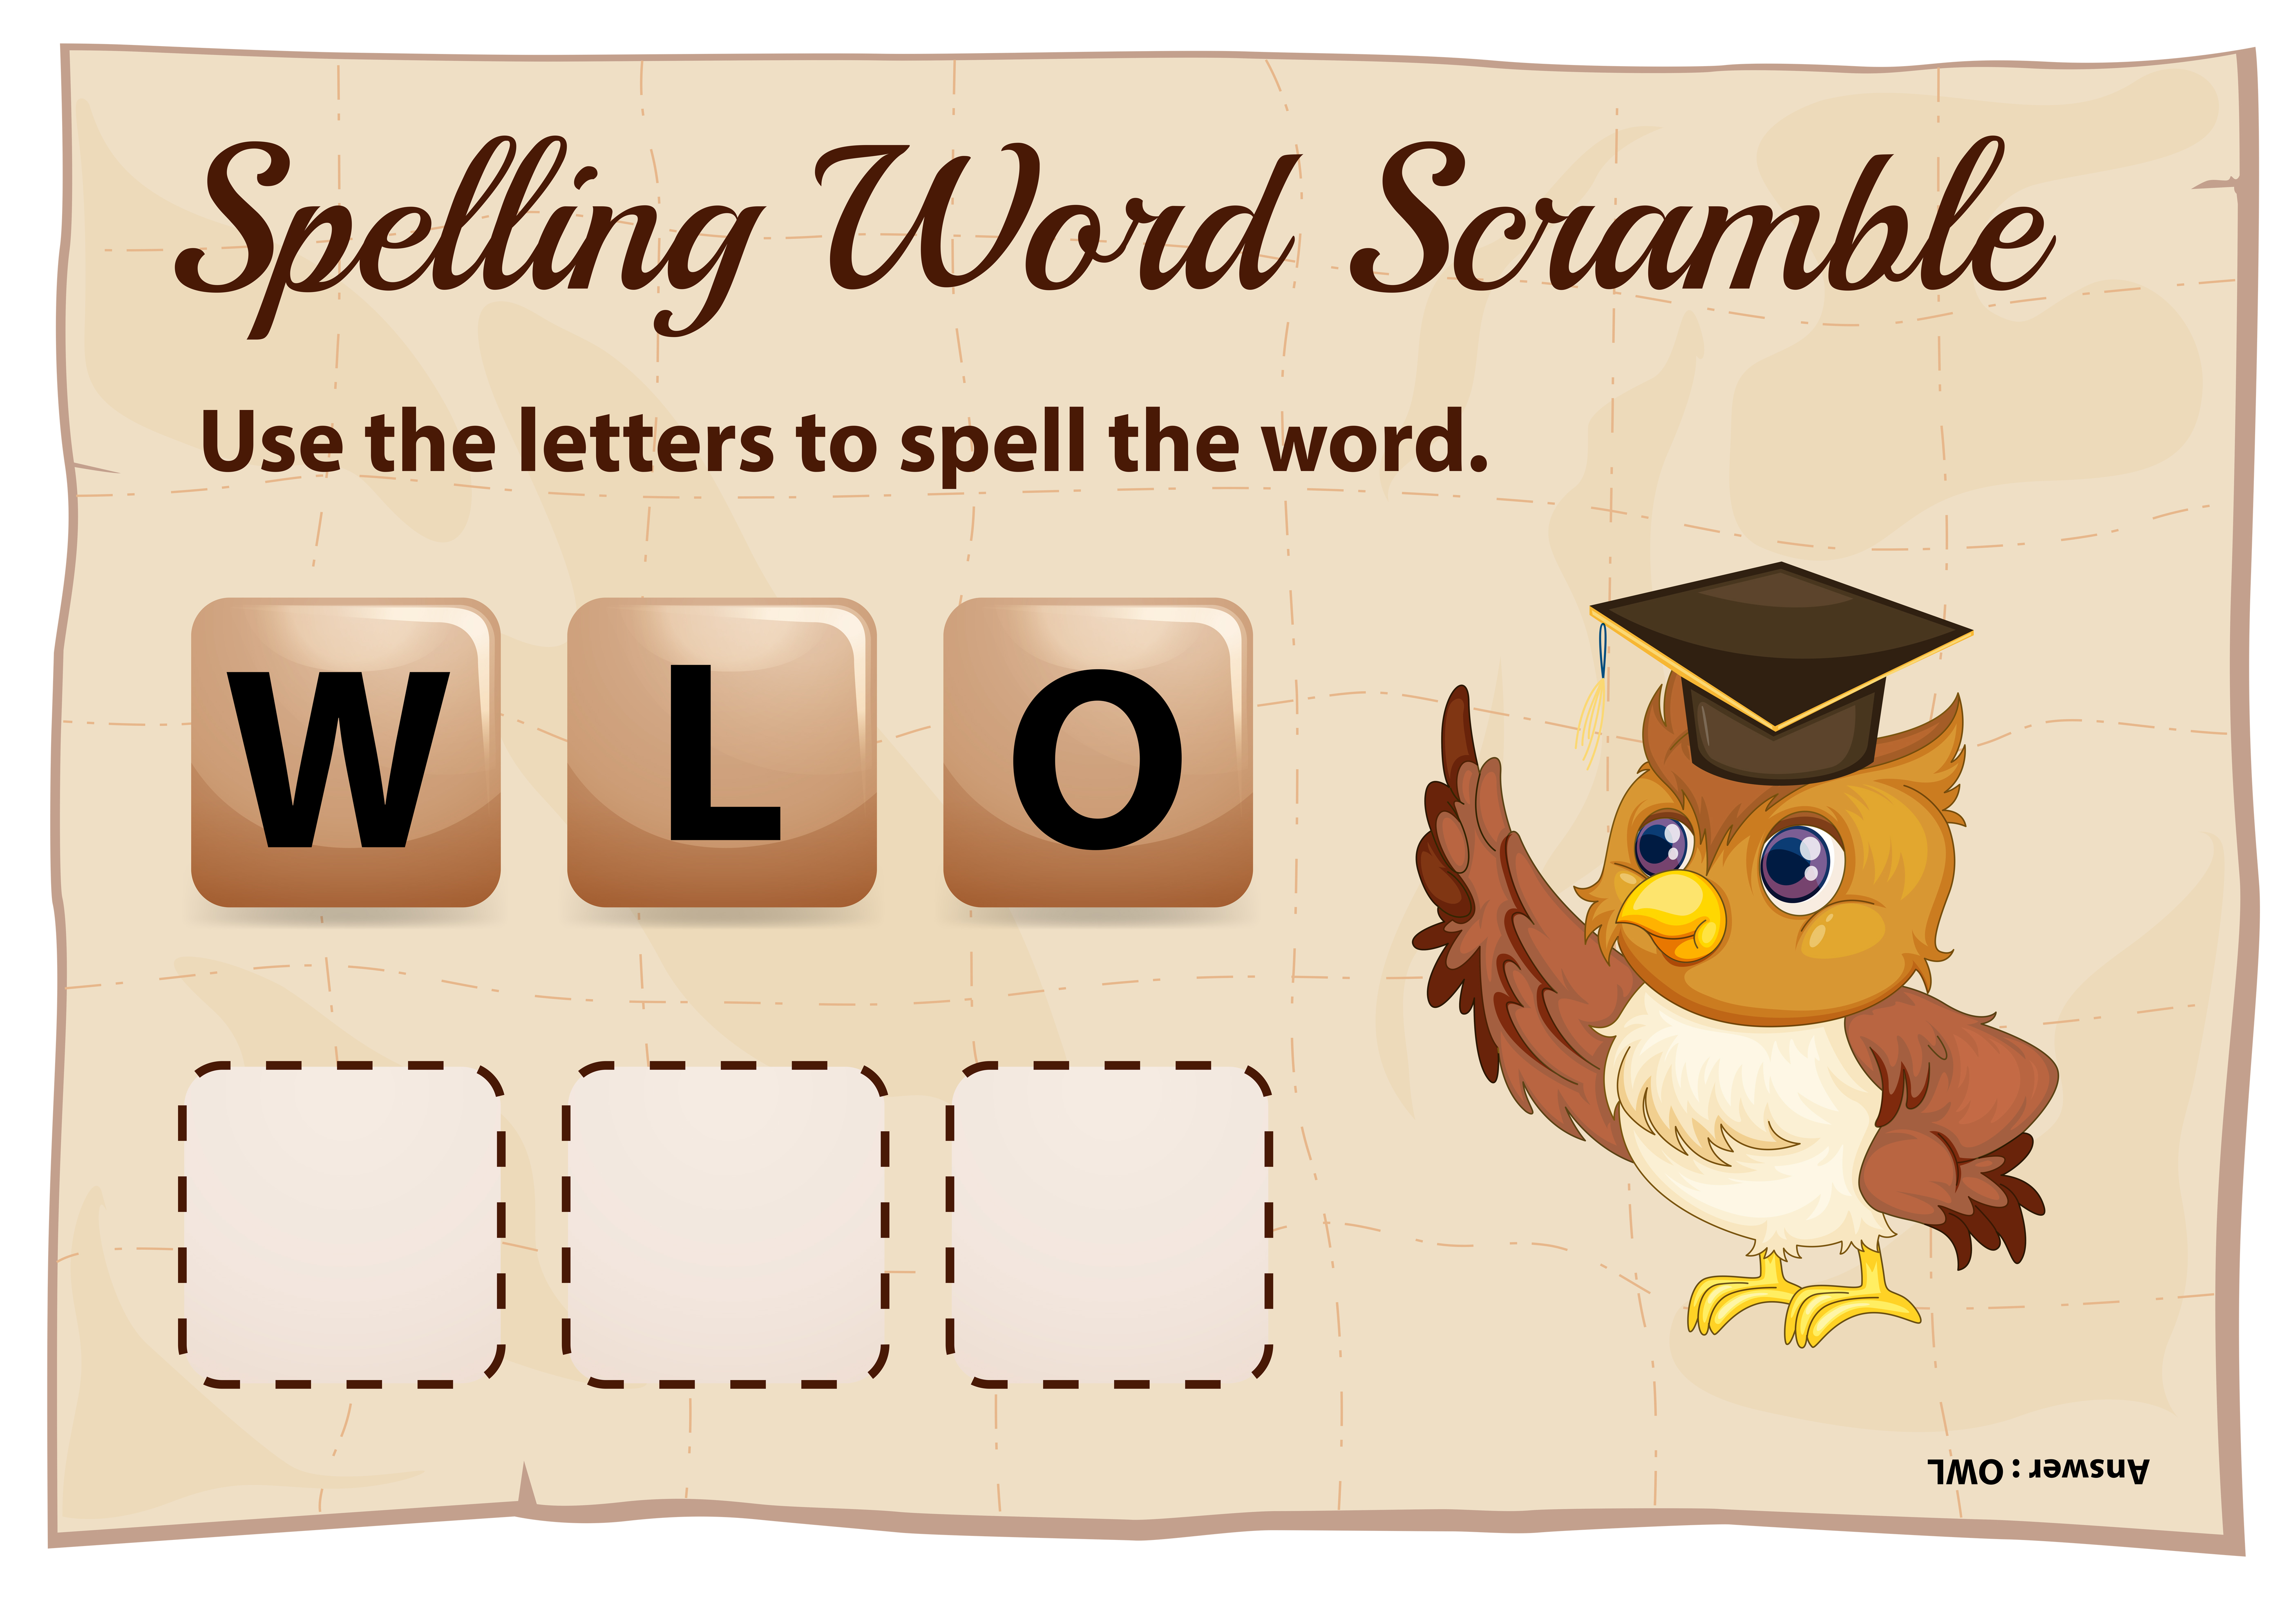 Spelling Word Scramble
Use the letters to spell the word.
W L O
Answer : OWL